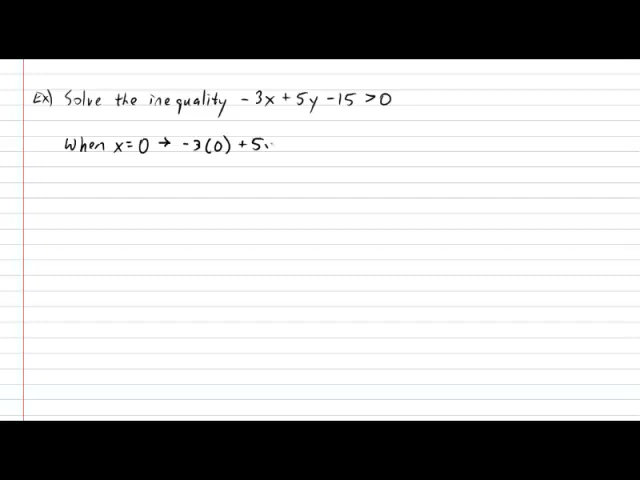 Ex) Solve the inequality -3x + 5y - 15 > 0
When x = 0 → -3(0) + 5